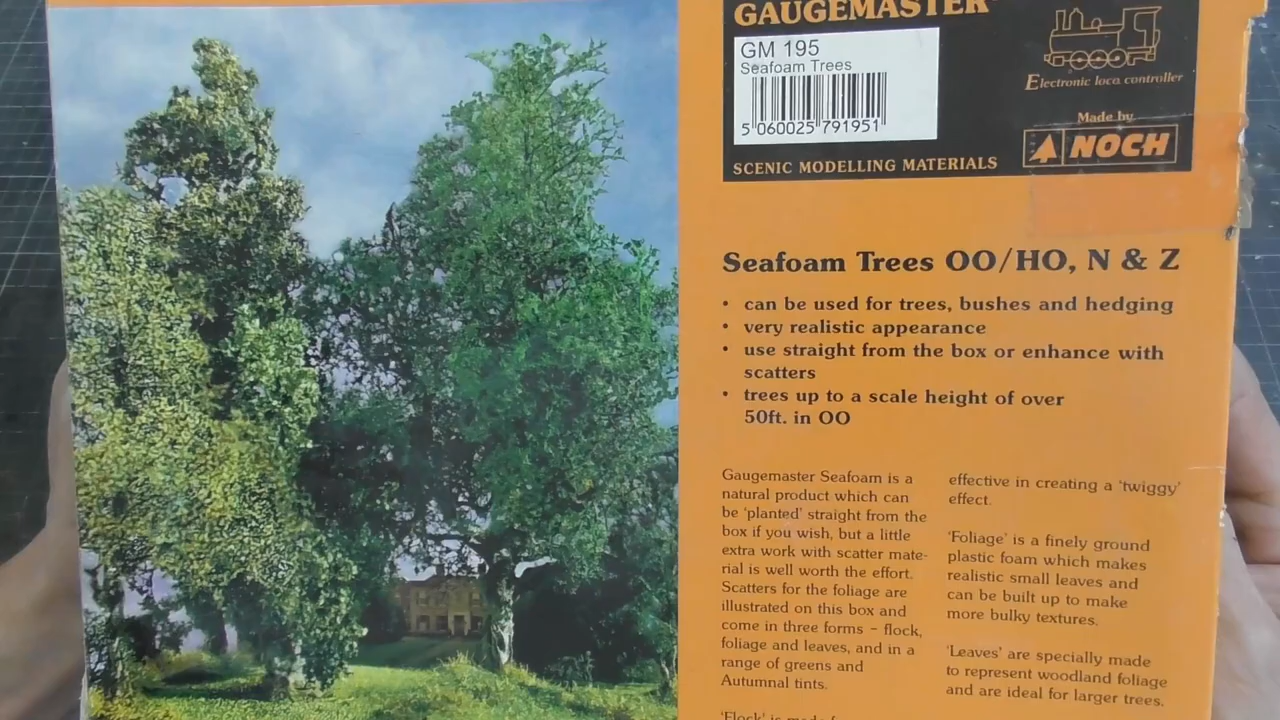 GAUGEMASTER
GM 195
Seafoam Trees
5 060025 791951
Electronic loco controller
Made by
NOCH
SCENIC MODELLING MATERIALS
Seafoam Trees OO/HO, N & Z
• can be used for trees, bushes and hedging
• very realistic appearance
• use straight from the box or enhance with
scatters
• trees up to a scale height of over
50ft. in OO
Gaugemaster Seafoam is a
natural product which can
be ‘planted’ straight from the
box if you wish, but a little
extra work with scatter mate-
rial is well worth the effort.
Scatters for the foliage are
illustrated on this box and
come in three forms – flock,
foliage and leaves, and in a
range of greens and
Autumnal tints.
‘Flock’ is made
effective in creating a ‘twiggy’
effect.
‘Foliage’ is a finely ground
plastic foam which makes
realistic small leaves and
can be built up to make
more bulky textures.
‘Leaves’ are specially made
to represent woodland foliage
and are ideal for larger trees.